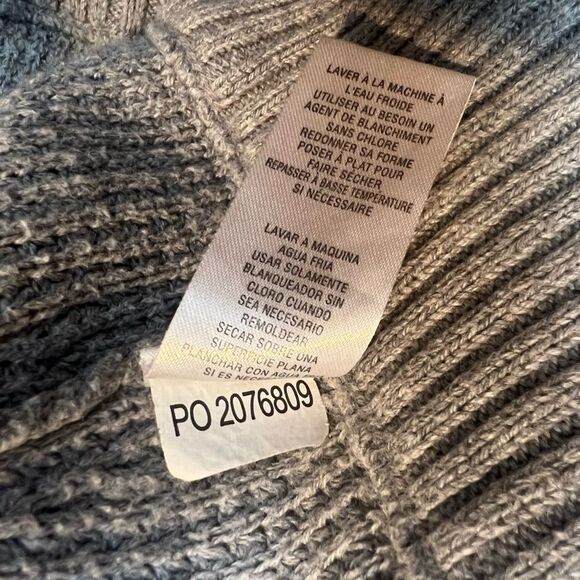 LAVER À LA MACHINE À
L'EAU FROIDE
UTILISER AU BESOIN UN
AGENT DE BLANCHIMENT
SANS CHLORE
REDONNER SA FORME
POSER À PLAT POUR
FAIRE SÉCHER
REPASSER À BASSE TEMPÉRATURE
SI NÉCESSAIRE
LAVAR A MAQUINA
AGUA FRIA
USAR SOLAMENTE
BLANQUEADOR SIN
CLORO CUANDO
SEA NECESARIO
REMOLDEAR
SECAR SOBRE UNA
SUPERFICIE PLANA
PLANCHAR CON AGUA
SI ES NECE
PO 2076809